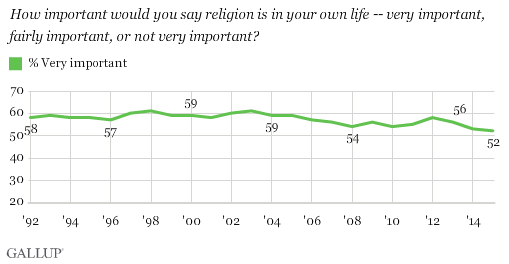 How important would you say religion is in your own life -- very important,
fairly important, or not very important?
% Very important
70
60
50
40
30
20
58
57
59
59
54
56
52
'92 '94 '96 '98 '00 '02 '04 '06 '08 '10 '12 '14
GALLUP®